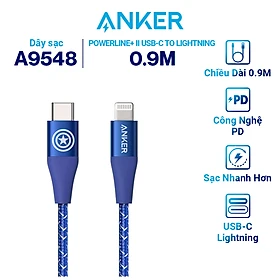 ANKER
Dây sạc
A9548
POWERLINE+ II USB-C TO LIGHTNING
0.9M
Chiều Dài 0.9M
PD
Công Nghệ
PD
Sạc Nhanh Hơn
USB-C
Lightning
ANKER